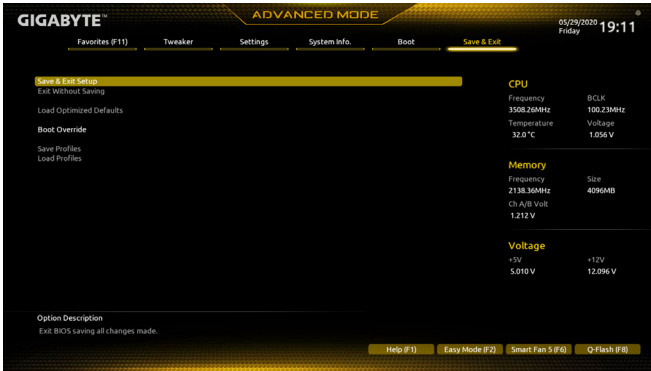 GIGABYTE™
ADVANCED MODE
05/29/2020
Friday
19:11
Favorites (F11) Tweaker Settings System Info. Boot Save & Exit
Save & Exit Setup
Exit Without Saving
Load Optimized Defaults
Boot Override
Save Profiles
Load Profiles
CPU
Frequency BCLK
3508.26MHz 100.23MHz
Temperature Voltage
32.0 °C 1.056 V
Memory
Frequency Size
2138.36MHz 4096MB
Ch A/B Volt
1.212 V
Voltage
+5V +12V
5.010 V 12.096 V
Option Description
Exit BIOS saving all changes made.
Help (F1) Easy Mode (F2) Smart Fan 5 (F6) Q-Flash (F8)